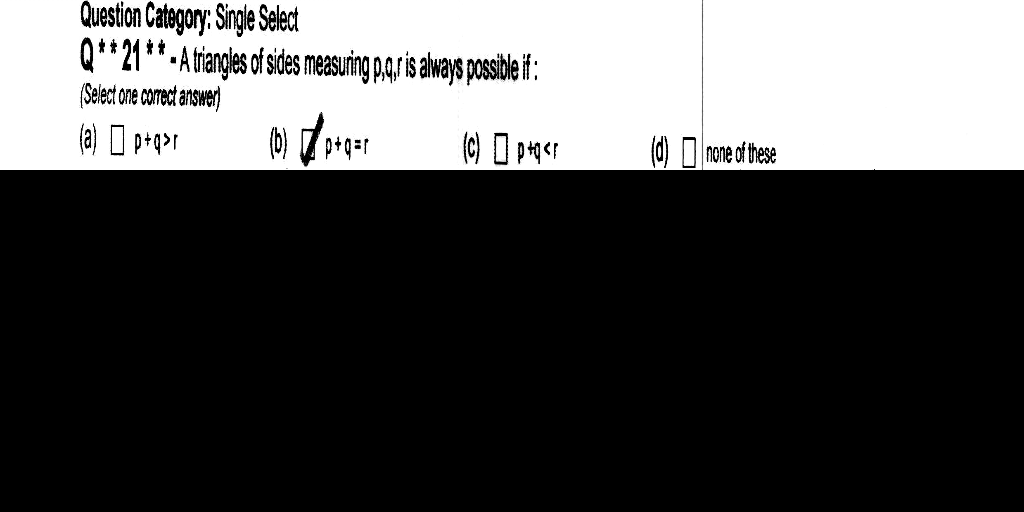 Question Category: Single Select
Q**21** - A triangles of sides measuring p,q,r is always possible if :
(Select one correct answer)
(a) ☐ p+q>r (b) ☑ p+q=r (c) ☐ p+q<r (d) ☐ none of these